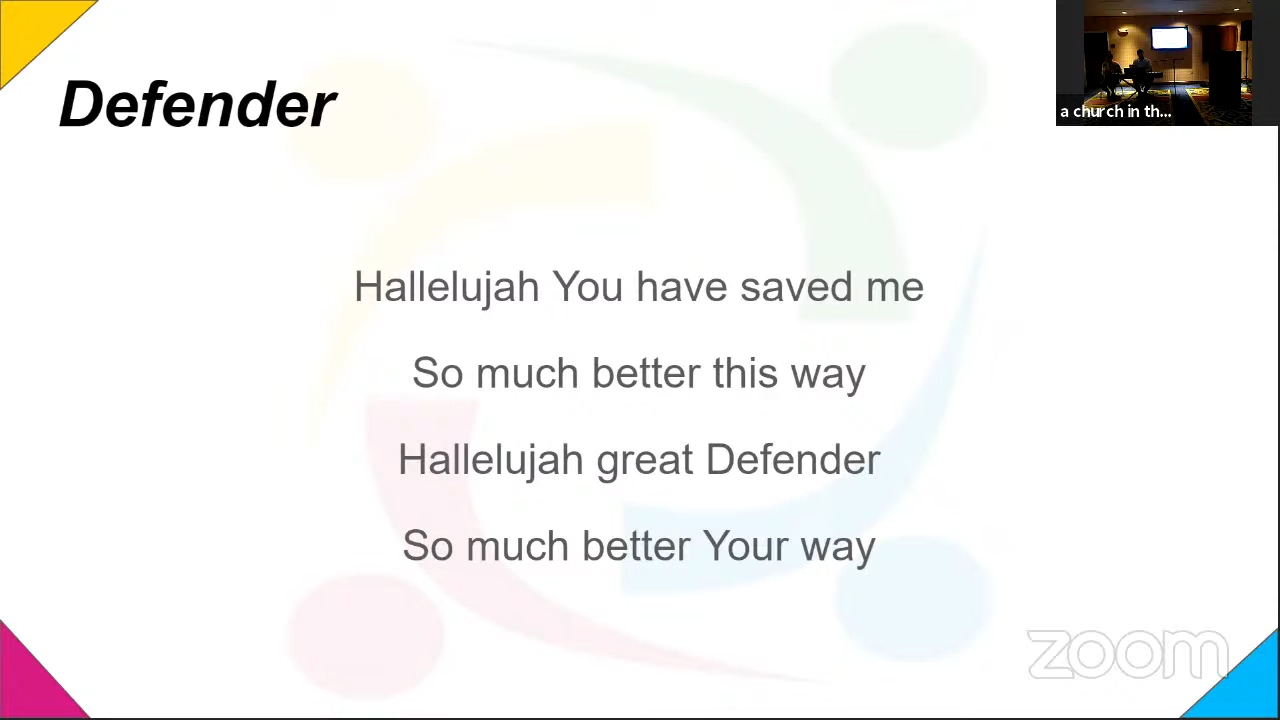 Defender
a church in th...
Hallelujah You have saved me
So much better this way
Hallelujah great Defender
So much better Your way
zoom